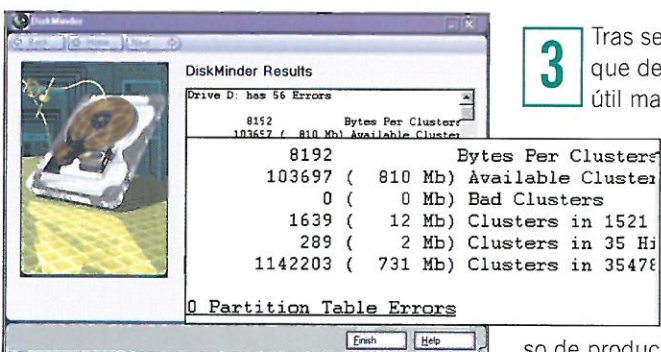 DiskMinder
Back Home Next
DiskMinder Results
Drive D: has 56 Errors
8192 Bytes Per Clusters
103697 ( 810 Mb) Available Cluster
8192 Bytes Per Clusters
103697 ( 810 Mb) Available Cluster
0 ( 0 Mb) Bad Clusters
1639 ( 12 Mb) Clusters in 1521
289 ( 2 Mb) Clusters in 35 Hi
1142203 ( 731 Mb) Clusters in 35478
0 Partition Table Errors
Finish Help
3
Tras se
que de
útil ma
so de produc